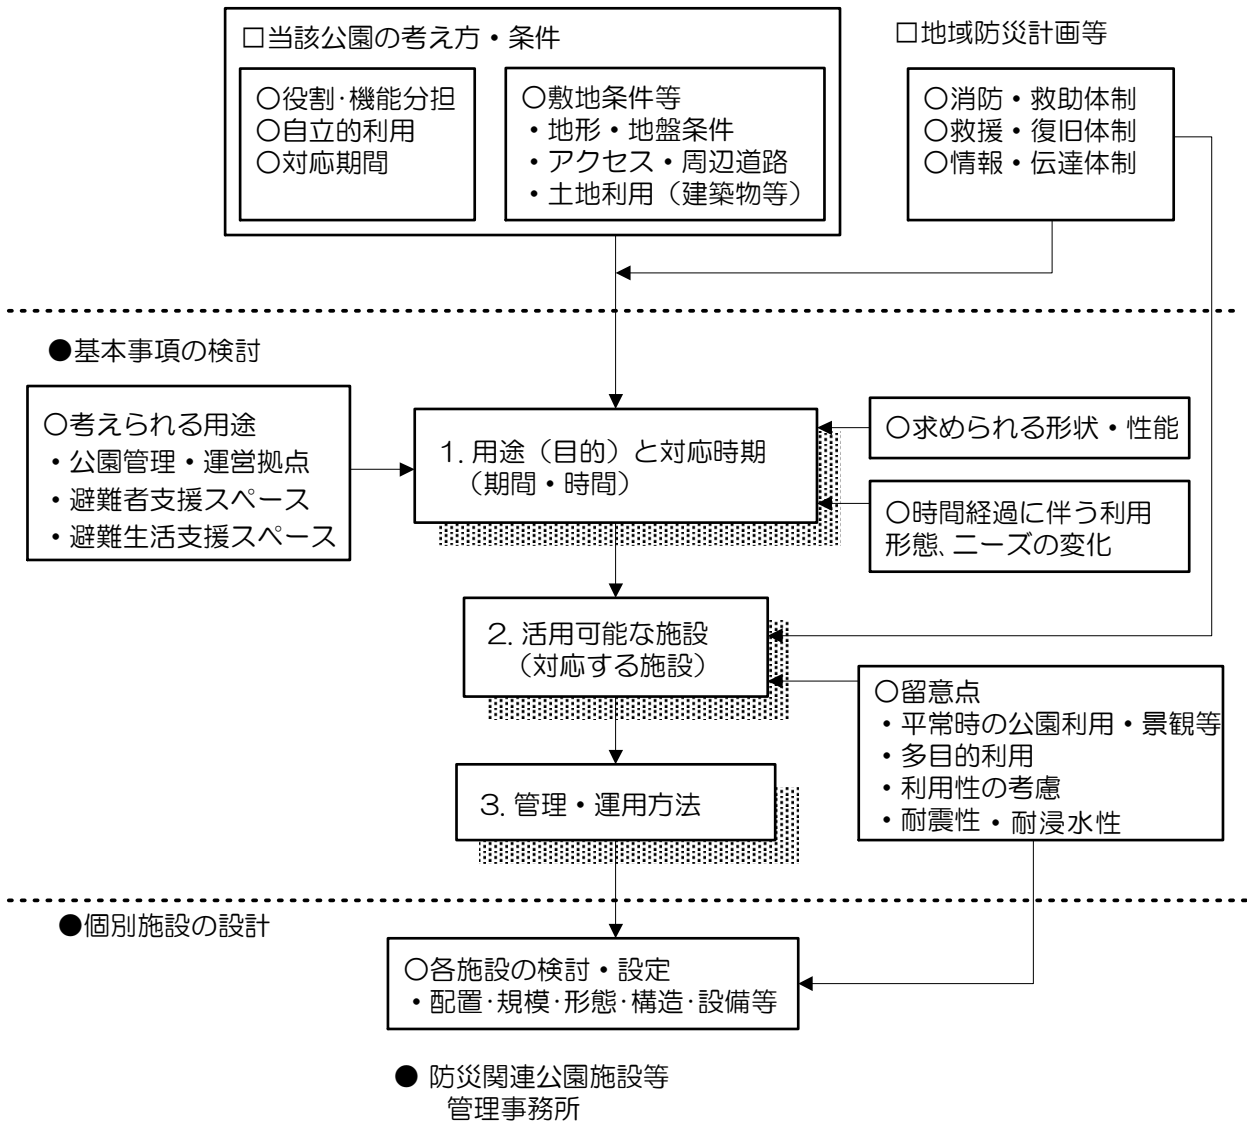 □当該公園の考え方・条件
○役割・機能分担
○自立的利用
○対応期間
○敷地条件等
・地形・地盤条件
・アクセス・周辺道路
・土地利用（建築物等）
□地域防災計画等
○消防・救助体制
○救援・復旧体制
○情報・伝達体制
●基本事項の検討
○考えられる用途
・公園管理・運営拠点
・避難者支援スペース
・避難生活支援スペース
1. 用途（目的）と対応時期
（期間・時間）
○求められる形状・性能
○時間経過に伴う利用
形態、ニーズの変化
2. 活用可能な施設
（対応する施設）
○留意点
・平常時の公園利用・景観等
・多目的利用
・利用性の考慮
・耐震性・耐浸水性
3. 管理・運用方法
●個別施設の設計
○各施設の検討・設定
・配置・規模・形態・構造・設備等
● 防災関連公園施設等
管理事務所